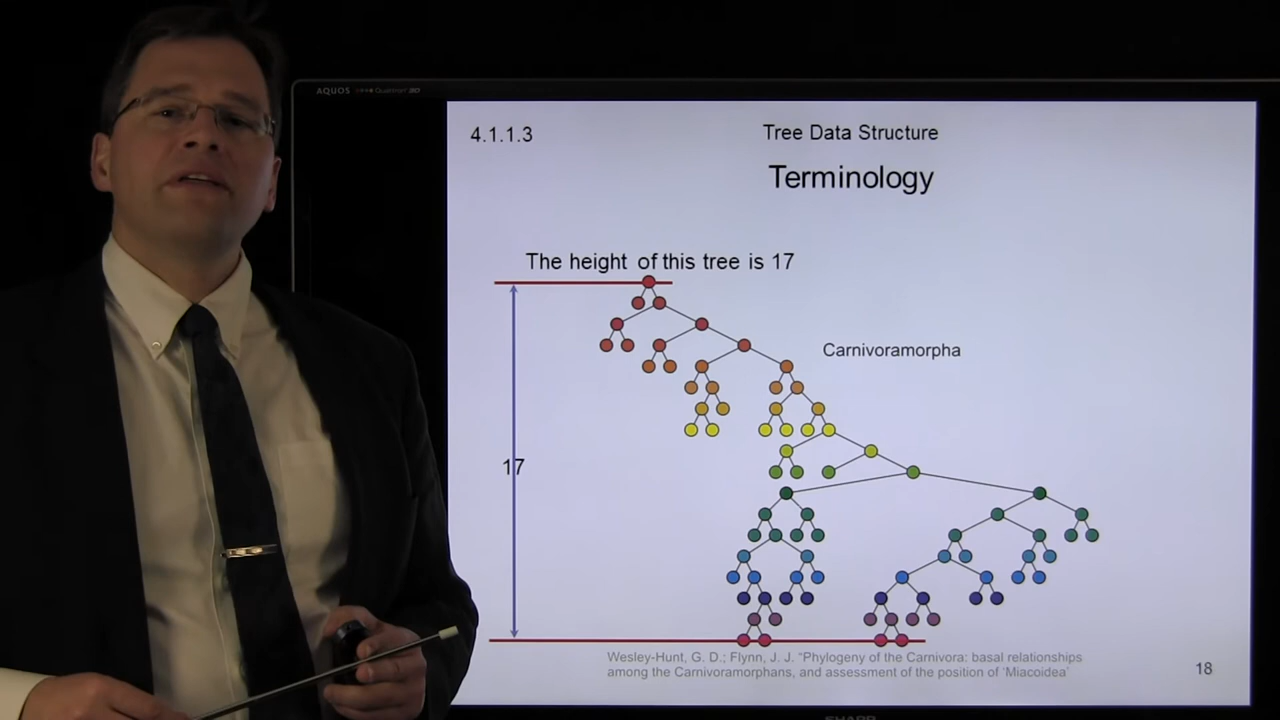 AQUOS
4.1.1.3
Tree Data Structure
Terminology
The height of this tree is 17
Carnivoramorpha
17
Wesley-Hunt, G. D.; Flynn, J. J. "Phylogeny of the Carnivora: basal relationships
among the Carnivoramorphans, and assessment of the position of 'Miacoidea'
18
SHARP